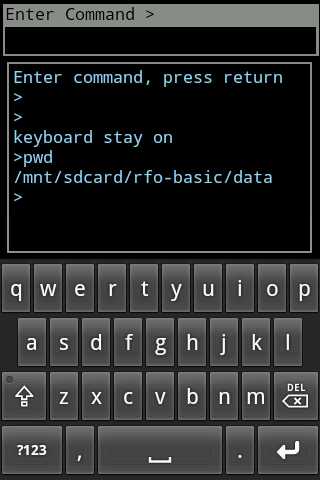 Enter Command >
Enter command, press return
>
>
keyboard stay on
>pwd
/mnt/sdcard/rfo-basic/data
>
q w e r t y u i o p
a s d f g h j k l
z x c v b n m DEL
?123 , .